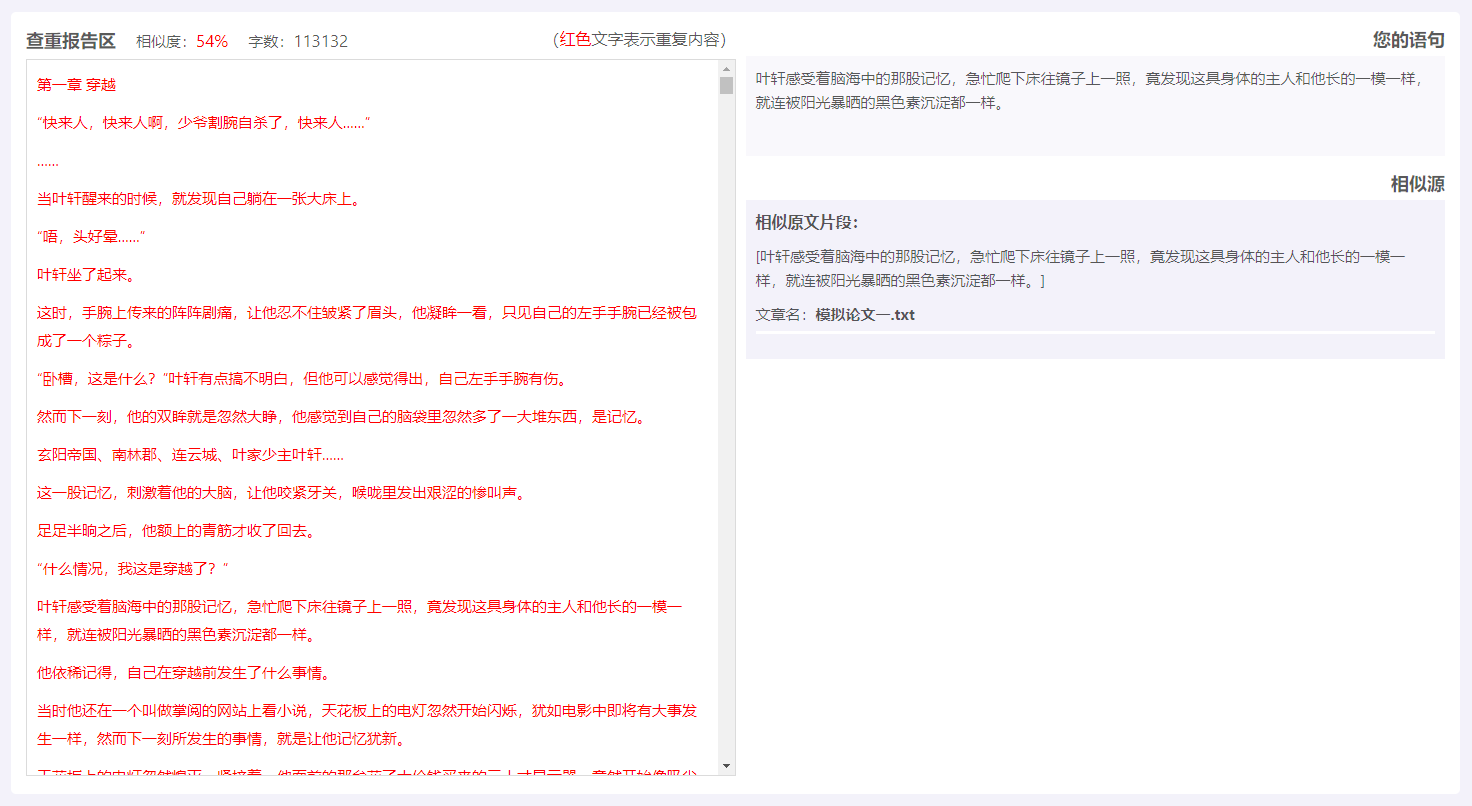 查重报告区 相似度：54% 字数：113132 （红色文字表示重复内容）
第一章 穿越
“快来人，快来人啊，少爷割腕自杀了，快来人......”
......
当叶轩醒来的时候，就发现自己躺在一张大床上。
“唔，头好晕......”
叶轩坐了起来。
这时，手腕上传来的阵阵剧痛，让他忍不住皱紧了眉头，他凝眸一看，只见自己的左手手腕已经被包
成了一个粽子。
“卧槽，这是什么？”叶轩有点搞不明白，但他可以感觉得出，自己左手手腕有伤。
然而下一刻，他的双眸就是忽然大睁，他感觉到自己的脑袋里忽然多了一大堆东西，是记忆。
玄阳帝国、南林郡、连云城、叶家少主叶轩......
这一股记忆，刺激着他的大脑，让他咬紧牙关，喉咙里发出艰涩的惨叫声。
足足半晌之后，他额上的青筋才收了回去。
“什么情况，我这是穿越了？”
叶轩感受着脑海中的那股记忆，急忙爬下床往镜子上一照，竟发现这具身体的主人和他长的一模一
样，就连被阳光暴晒的黑色素沉淀都一样。
他依稀记得，自己在穿越前发生了什么事情。
当时他还在一个叫做掌阅的网站上看小说，天花板上的电灯忽然开始闪烁，犹如电影中即将有大事发
生一样，然而下一刻所发生的事情，就是让他记忆犹新。
您的语句
叶轩感受着脑海中的那股记忆，急忙爬下床往镜子上一照，竟发现这具身体的主人和他长的一模一样，
就连被阳光暴晒的黑色素沉淀都一样。
相似源
相似原文片段：
[叶轩感受着脑海中的那股记忆，急忙爬下床往镜子上一照，竟发现这具身体的主人和他长的一模一
样，就连被阳光暴晒的黑色素沉淀都一样。]
文章名：模拟论文一.txt